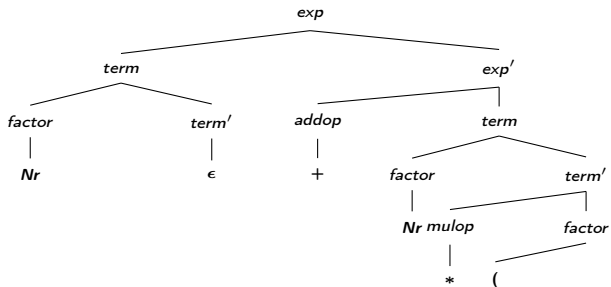 exp
term exp′
factor term′ addop term
Nr ϵ + factor term′
Nr mulop factor
* (